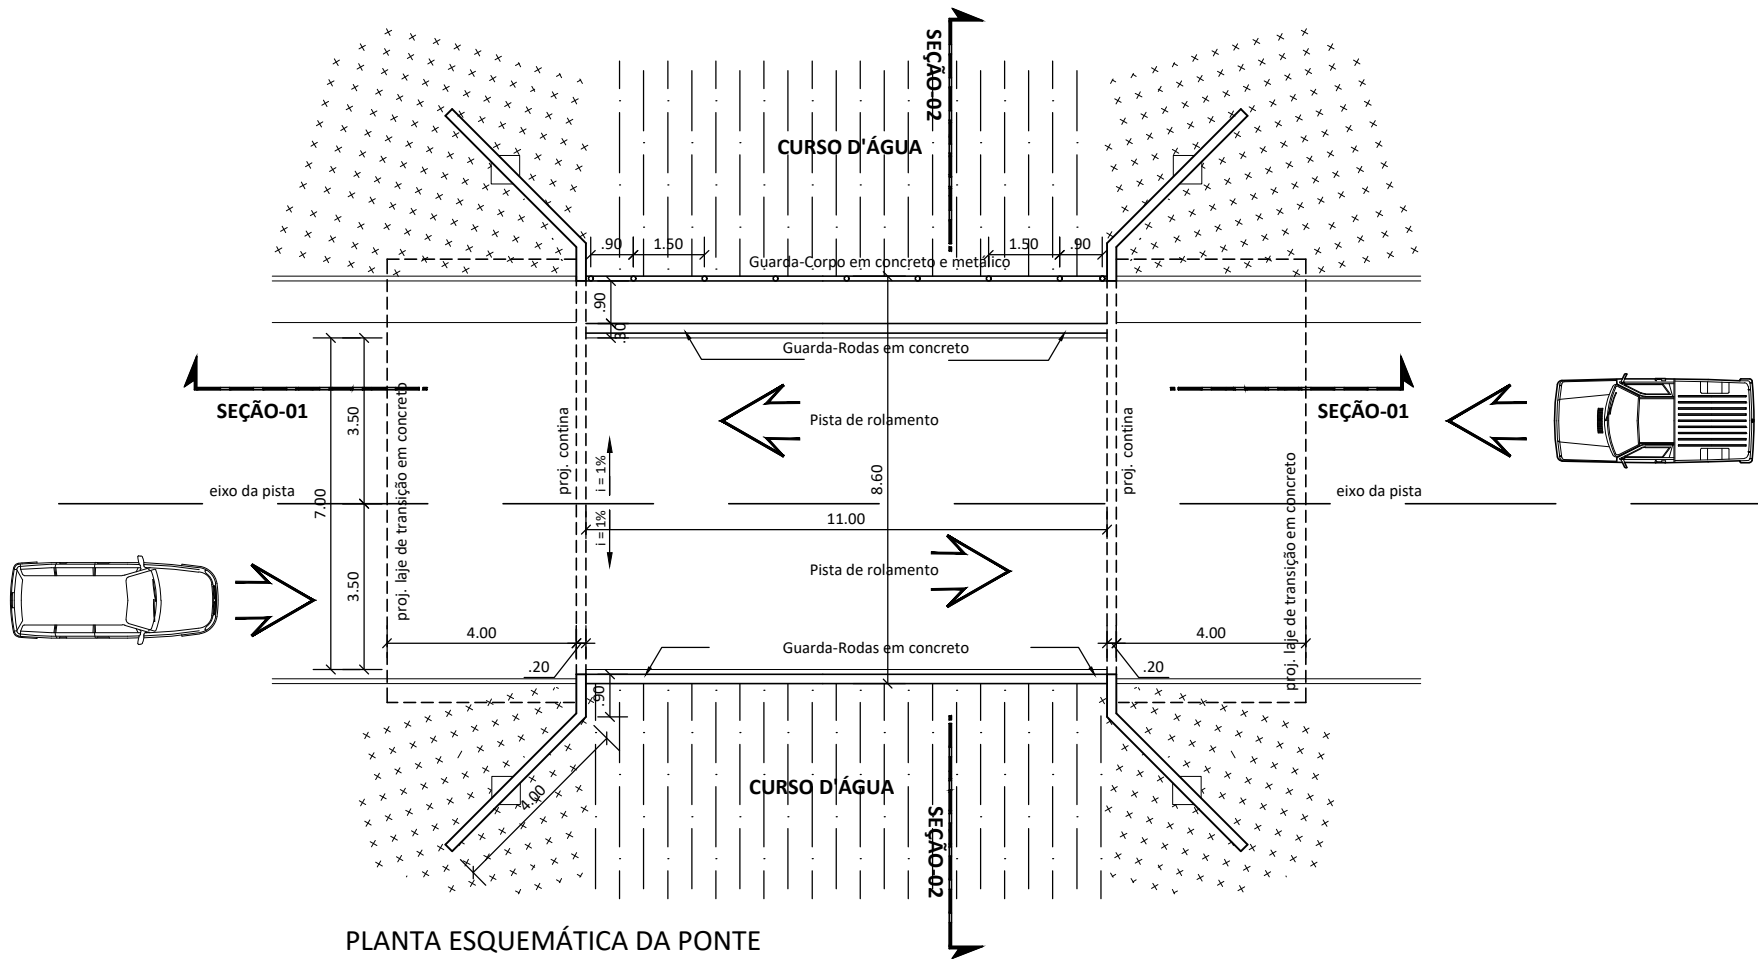 SEÇÃO-02
CURSO D'ÁGUA
.90
1.50
1.50
.90
Guarda-Corpo em concreto e metálico
.90
.30
Guarda-Rodas em concreto
SEÇÃO-01
SEÇÃO-01
3.50
proj. laje de transição em concreto
proj. contina
Pista de rolamento
proj. contina
i = 1%
8.60
eixo da pista
eixo da pista
7.00
11.00
i = 1%
3.50
Pista de rolamento
proj. laje de transição em concreto
4.00
4.00
Guarda-Rodas em concreto
.20
.20
.90
4.00
CURSO D'ÁGUA
SEÇÃO-02
PLANTA ESQUEMÁTICA DA PONTE